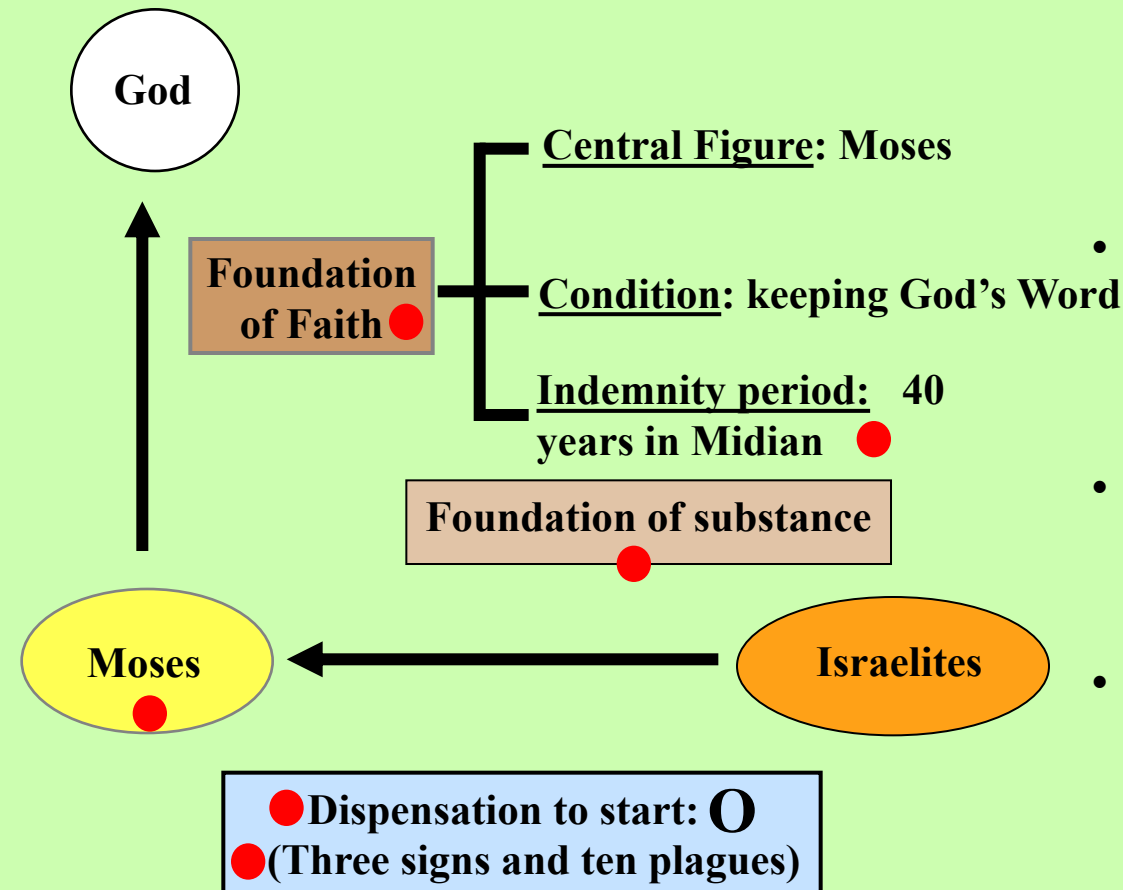 God
Central Figure: Moses
Foundation
of Faith
Condition: keeping God’s Word
Indemnity period: 40
years in Midian
Foundation of substance
Moses
Israelites
Dispensation to start: O
(Three signs and ten plagues)